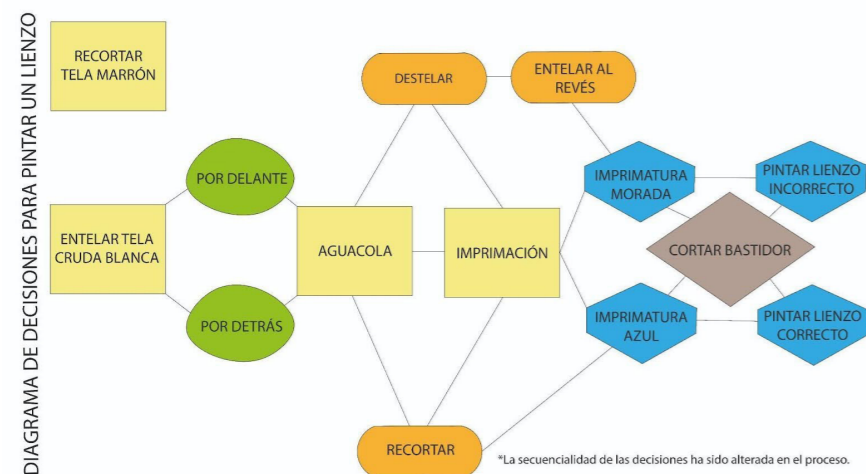 DIAGRAMA DE DECISIONES PARA PINTAR UN LIENZO
RECORTAR
TELA MARRÓN
ENTELAR TELA
CRUDA BLANCA
POR DELANTE
POR DETRÁS
AGUACOLA
IMPRIMACIÓN
DESTELAR
ENTELAR AL
REVÉS
RECORTAR
IMPRIMATURA
MORADA
IMPRIMATURA
AZUL
CORTAR BASTIDOR
PINTAR LIENZO
INCORRECTO
PINTAR LIENZO
CORRECTO
*La secuencialidad de las decisiones ha sido alterada en el proceso.